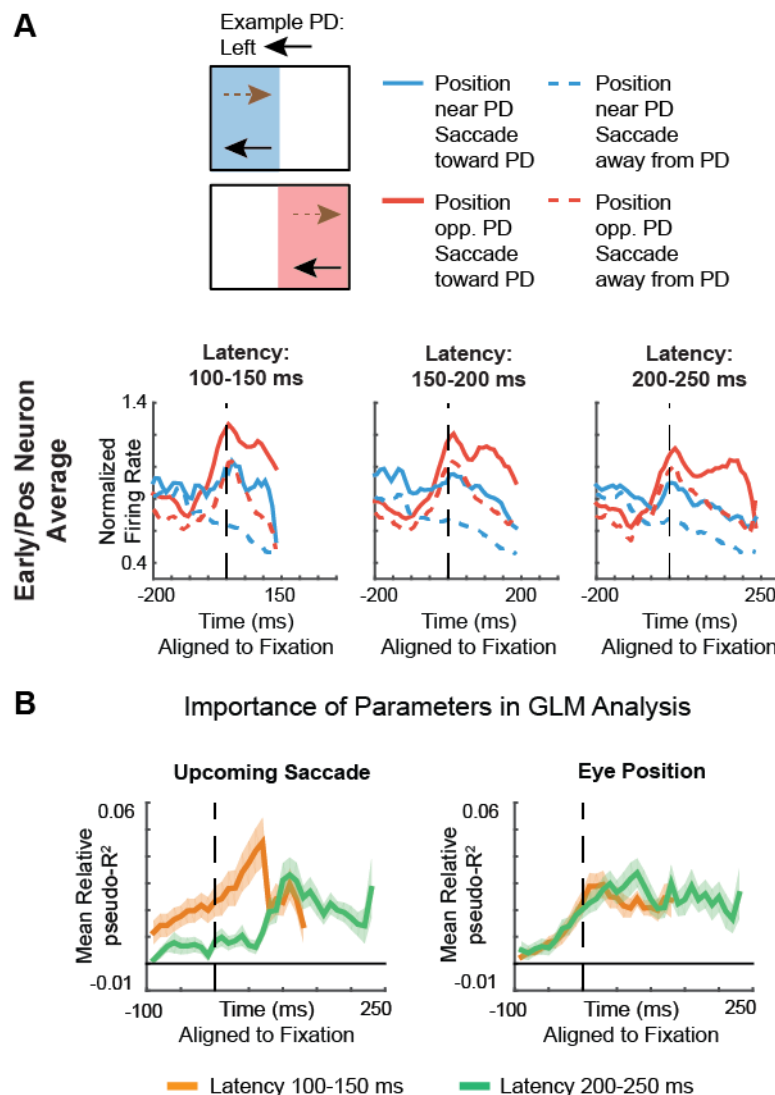 A
Example PD:
Left
Position
near PD
Saccade
toward PD
Position
near PD
Saccade
away from PD
Position
opp. PD
Saccade
toward PD
Position
opp. PD
Saccade
away from PD
Early/Pos Neuron
Average
Latency:
100-150 ms
Latency:
150-200 ms
Latency:
200-250 ms
Normalized
Firing Rate
1.4
0.4
-200
150
Time (ms)
Aligned to Fixation
-200
200
Time (ms)
Aligned to Fixation
-200
250
Time (ms)
Aligned to Fixation
B
Importance of Parameters in GLM Analysis
Upcoming Saccade
Mean Relative
pseudo-R²
0.06
-0.01
-100
250
Time (ms)
Aligned to Fixation
Eye Position
Mean Relative
pseudo-R²
0.06
-0.01
-100
250
Time (ms)
Aligned to Fixation
Latency 100-150 ms
Latency 200-250 ms